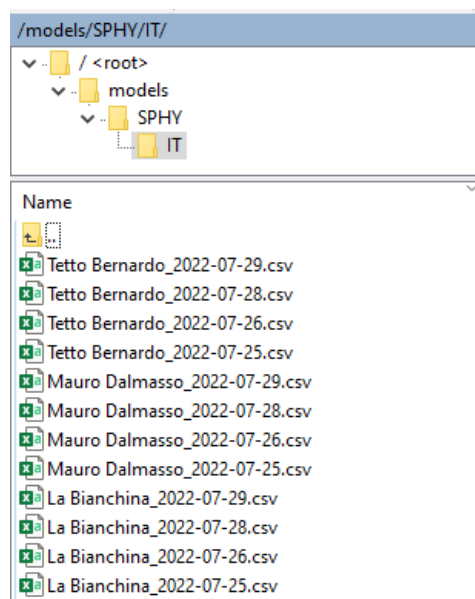 /models/SPHY/IT/
/ <root>
models
SPHY
IT
Name
..
Tetto Bernardo_2022-07-29.csv
Tetto Bernardo_2022-07-28.csv
Tetto Bernardo_2022-07-26.csv
Tetto Bernardo_2022-07-25.csv
Mauro Dalmasso_2022-07-29.csv
Mauro Dalmasso_2022-07-28.csv
Mauro Dalmasso_2022-07-26.csv
Mauro Dalmasso_2022-07-25.csv
La Bianchina_2022-07-29.csv
La Bianchina_2022-07-28.csv
La Bianchina_2022-07-26.csv
La Bianchina_2022-07-25.csv